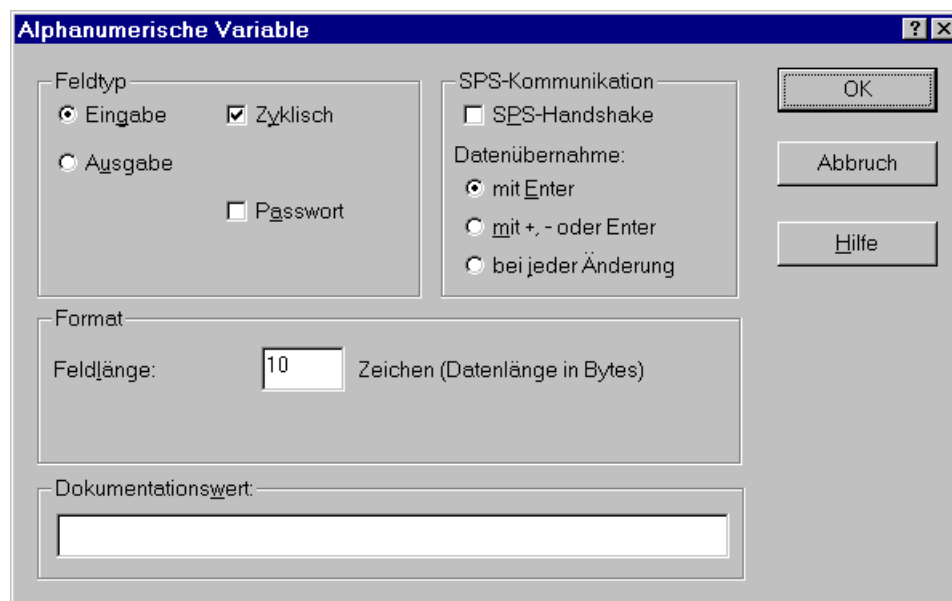 Alphanumerische Variable
Feldtyp
Eingabe
Zyklisch
Ausgabe
Passwort
SPS-Kommunikation
SPS-Handshake
Datenübernahme:
mit Enter
mit +, - oder Enter
bei jeder Änderung
OK
Abbruch
Hilfe
Format
Feldlänge: 10 Zeichen (Datenlänge in Bytes)
Dokumentationswert: